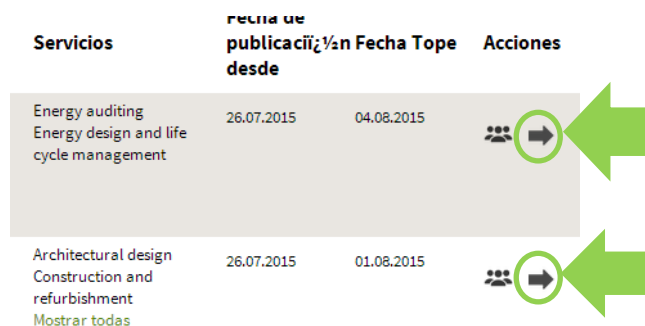 Fecha de
Servicios publicaciï¿½n Fecha Tope Acciones
desde
Energy auditing 26.07.2015 04.08.2015
Energy design and life
cycle management
Architectural design 26.07.2015 01.08.2015
Construction and
refurbishment
Mostrar todas